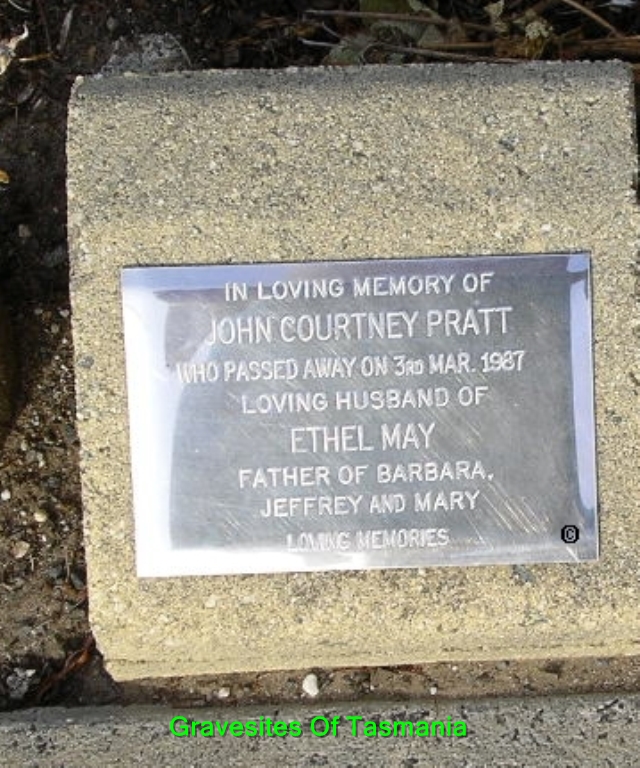 IN LOVING MEMORY OF
JOHN COURTNEY PRATT
WHO PASSED AWAY ON 3RD MAR. 1987
LOVING HUSBAND OF
ETHEL MAY
FATHER OF BARBARA,
JEFFREY AND MARY
LOVING MEMORIES
©
Gravesites Of Tasmania